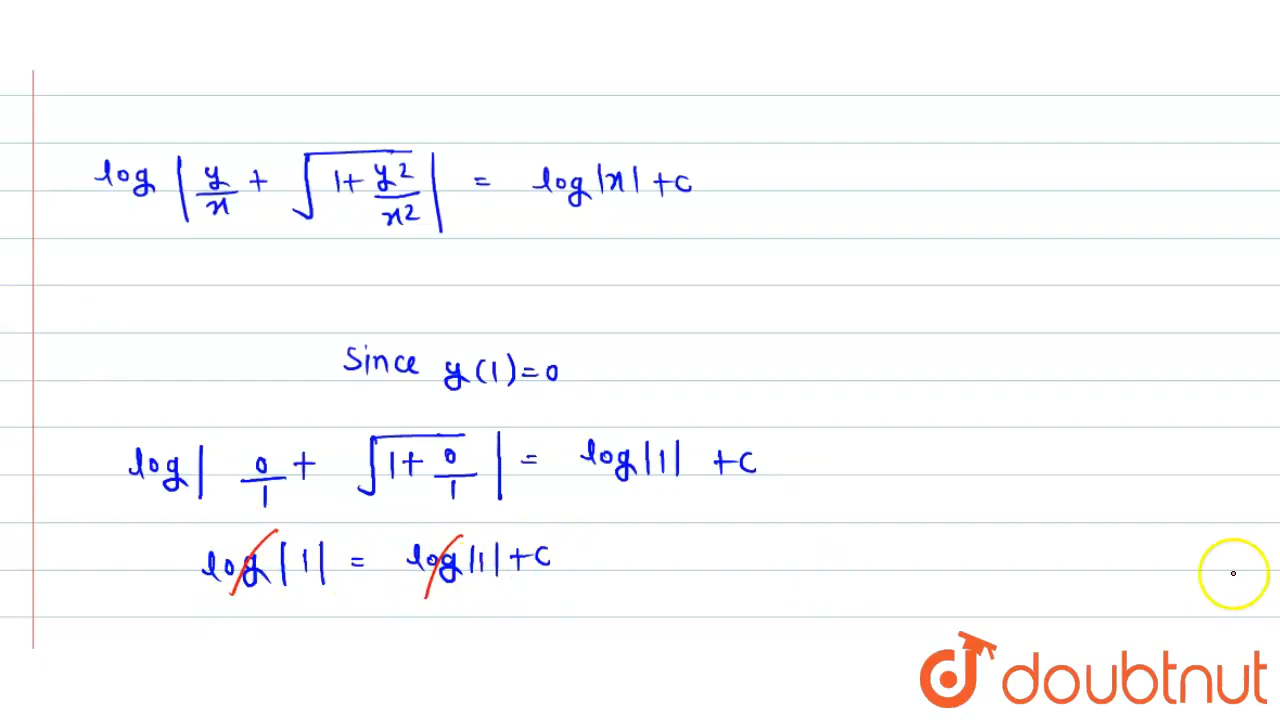 log | y/x + √(1 + y²/x²) | = log |x| + c
Since y(1) = 0
log | 0/1 + √(1 + 0/1) | = log |1| + c
log |1| = log |1| + c
doubtnut